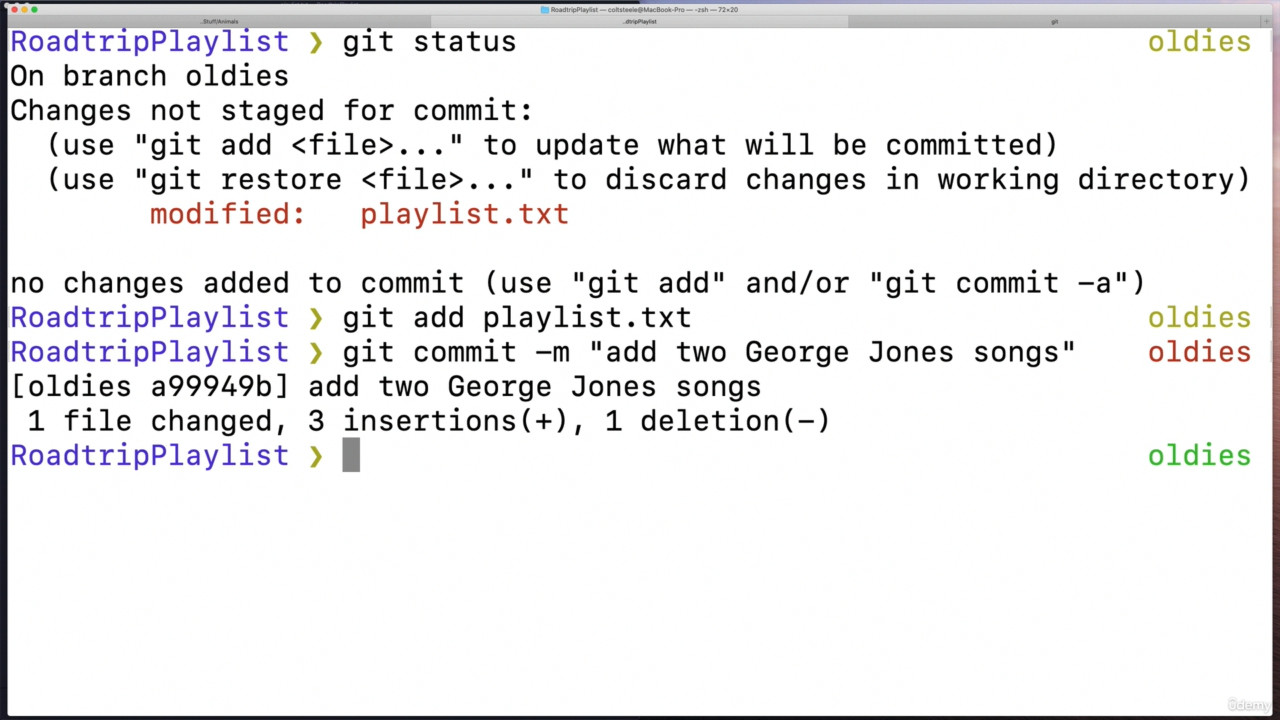 RoadtripPlaylist — coltsteele@MacBook-Pro — -zsh — 72×20
..Stuff/Animals ..dtripPlaylist git +
RoadtripPlaylist ❯ git status oldies
On branch oldies
Changes not staged for commit:
(use "git add <file>..." to update what will be committed)
(use "git restore <file>..." to discard changes in working directory)
modified: playlist.txt
no changes added to commit (use "git add" and/or "git commit -a")
RoadtripPlaylist ❯ git add playlist.txt oldies
RoadtripPlaylist ❯ git commit -m "add two George Jones songs" oldies
[oldies a99949b] add two George Jones songs
1 file changed, 3 insertions(+), 1 deletion(-)
RoadtripPlaylist ❯ oldies
ûdemy